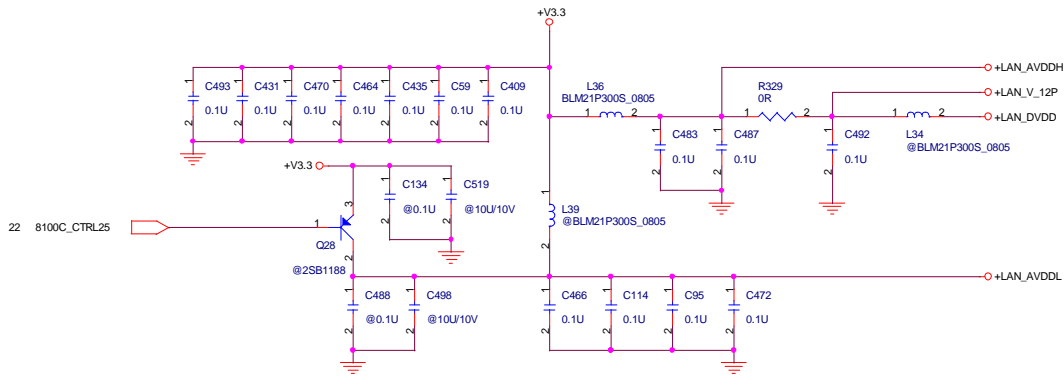 +V3.3
+LAN_AVDDH
+LAN_V_12P
+LAN_DVDD
L36
BLM21P300S_0805
1 2
R329
0R
1 2
L34
@BLM21P300S_0805
1 2
1 C493 0.1U 2
1 C431 0.1U 2
1 C470 0.1U 2
1 C464 0.1U 2
1 C435 0.1U 2
1 C59 0.1U 2
1 C409 0.1U 2
1 C483 0.1U 2
1 C487 0.1U 2
1 C492 0.1U 2
+V3.3
1 C134 @0.1U 2
1 C519 @10U/10V 2
22 8100C_CTRL25
1 3 2
Q28
@2SB1188
1 L39 @BLM21P300S_0805 2
+LAN_AVDDL
1 C488 @0.1U 2
1 C498 @10U/10V 2
1 C466 0.1U 2
1 C114 0.1U 2
1 C95 0.1U 2
1 C472 0.1U 2